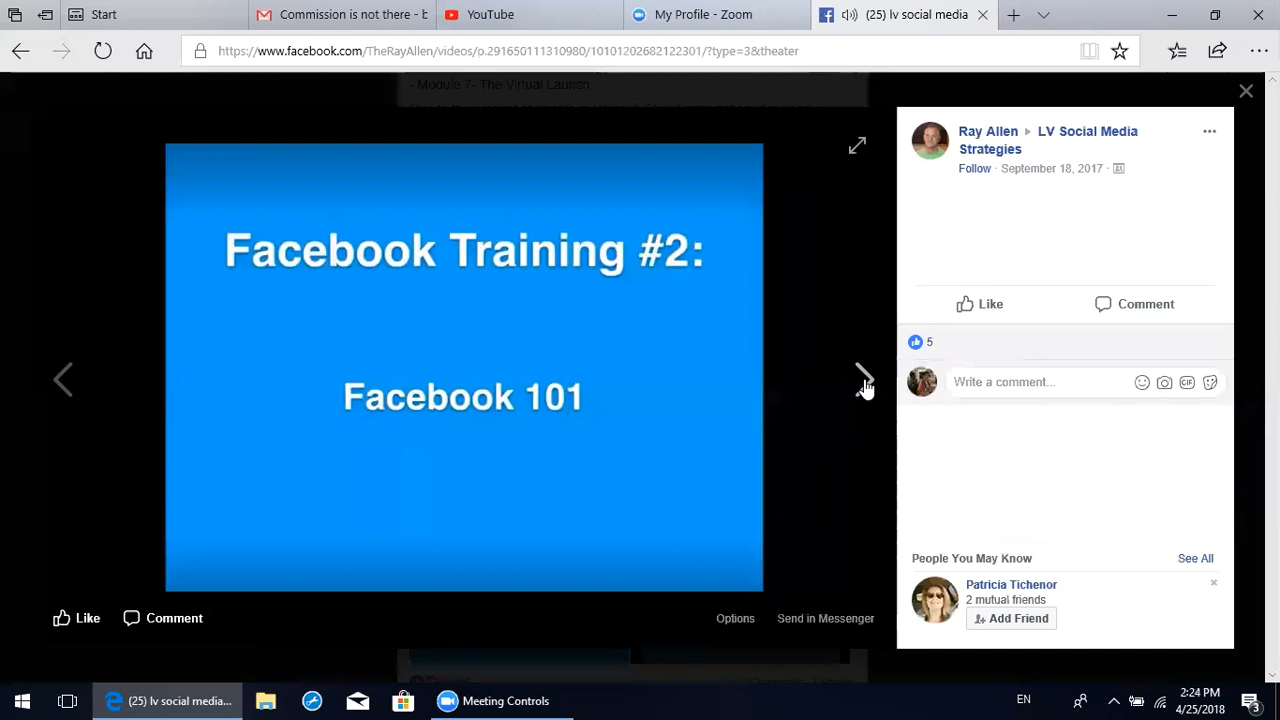 Start
Commission is not there - b
YouTube
My Profile - Zoom
(25) lv social media
https://www.facebook.com/TheRayAllen/videos/p.291650111310980/10101202682122301/?type=3&theater
- Module 7- The Virtual Launch
Facebook Training #2:
Facebook 101
Ray Allen LV Social Media
Strategies
Follow · September 18, 2017 ·
Like
Comment
5
Write a comment...
GIF
People You May Know
See All
Patricia Tichenor
2 mutual friends
Add Friend
Like
Comment
Options
Send in Messenger
(25) lv social media...
Meeting Controls
EN
2:24 PM
4/25/2018
3